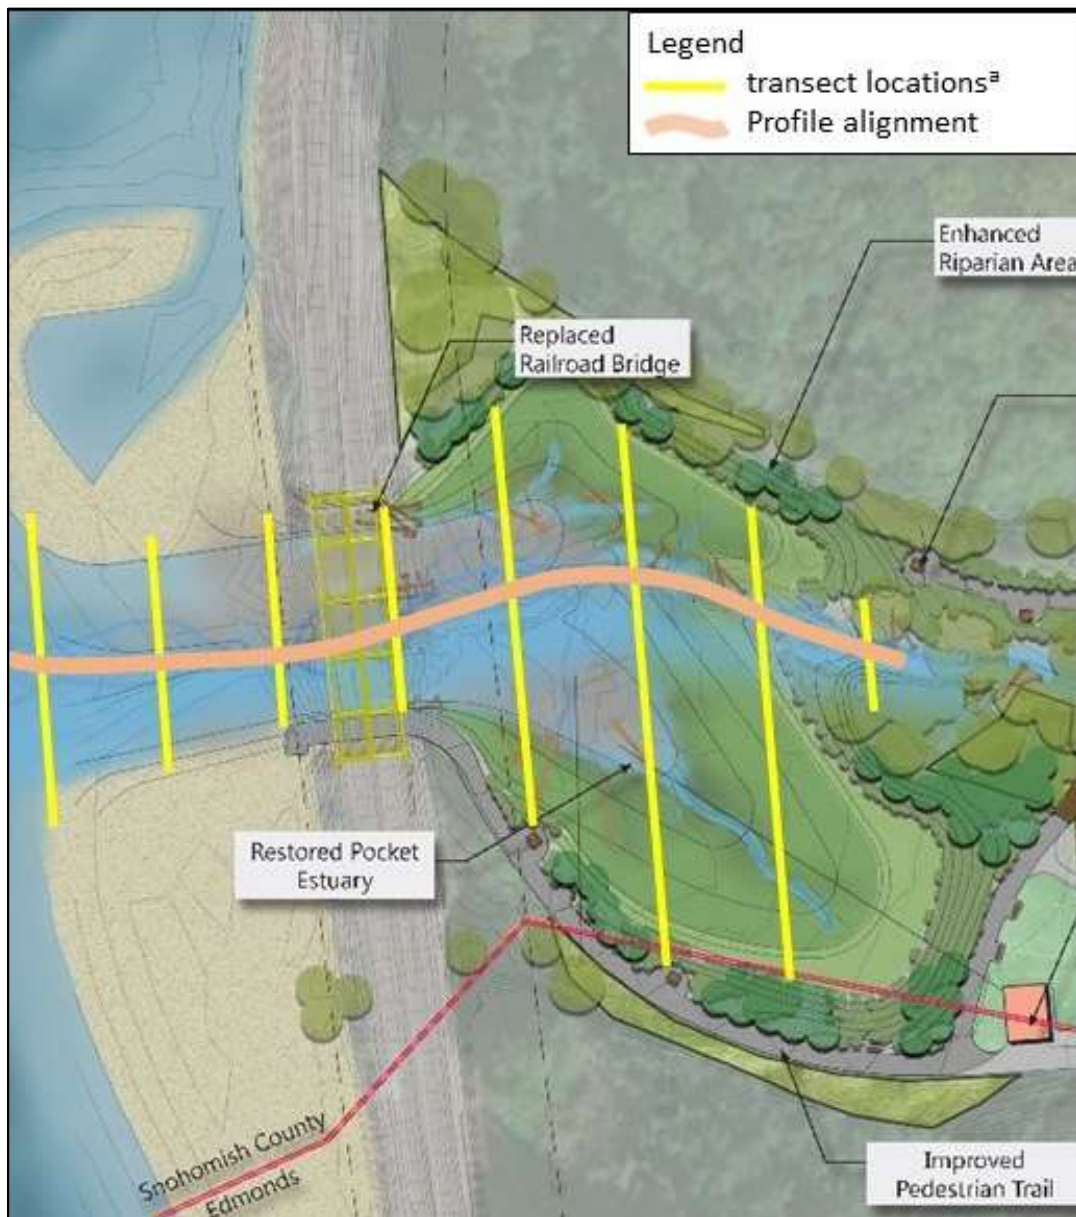 Legend
transect locationsª
Profile alignment
Enhanced
Riparian Area
Replaced
Railroad Bridge
Restored Pocket
Estuary
Snohomish County
Edmonds
Improved
Pedestrian Trail